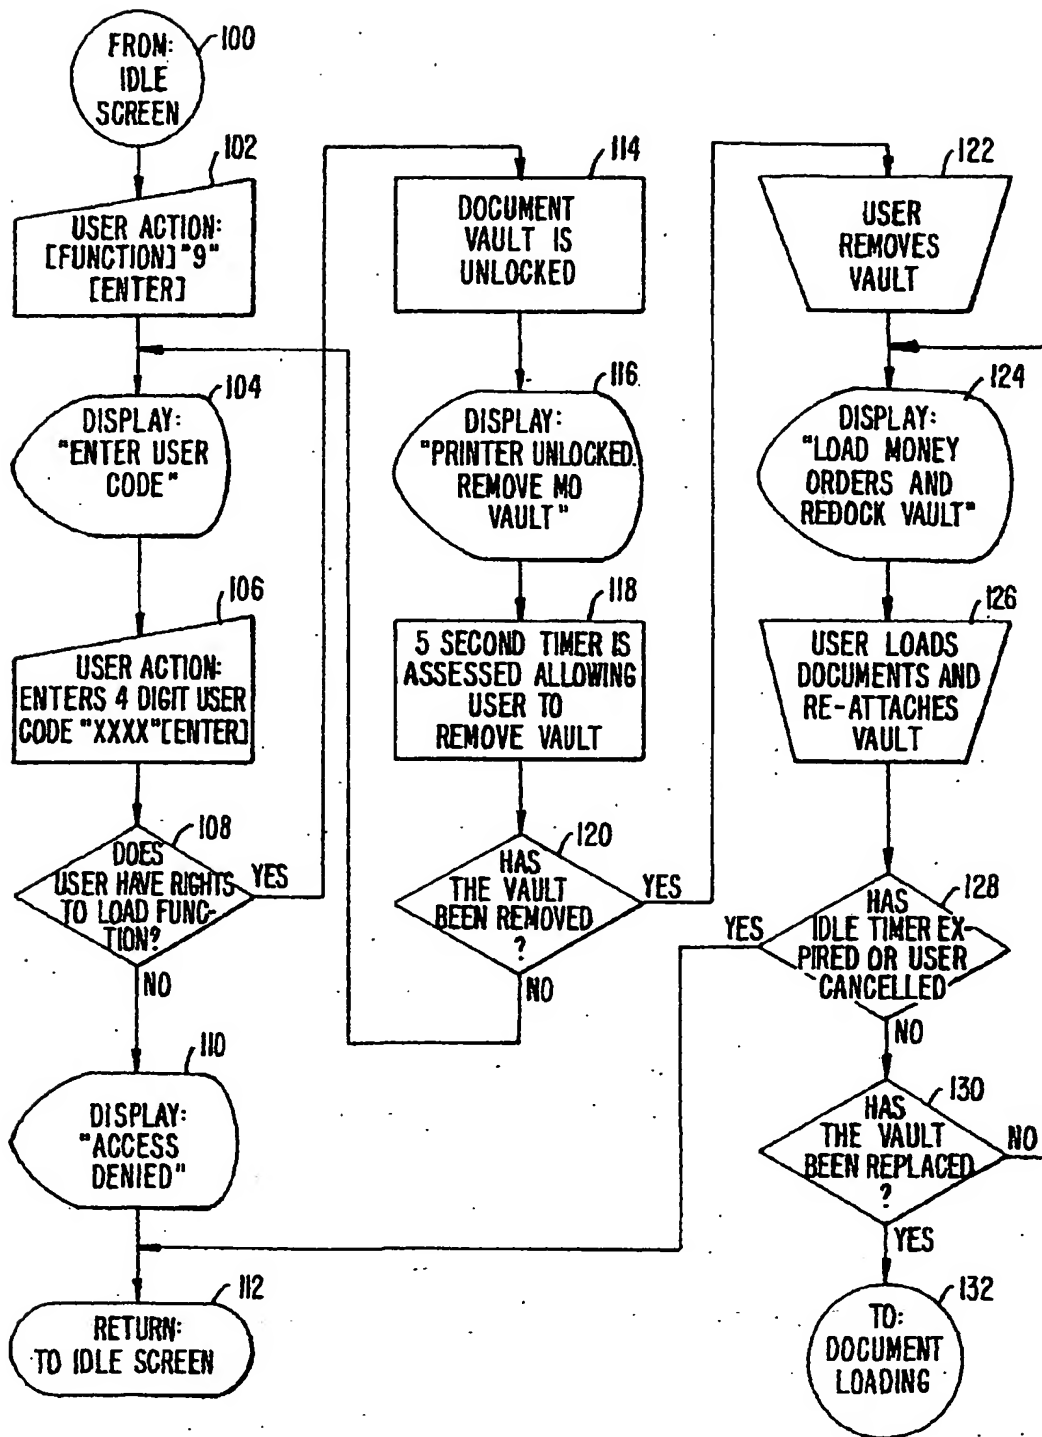 FROM:
IDLE
SCREEN
100
102
USER ACTION:
[FUNCTION] "9"
[ENTER]
104
DISPLAY:
"ENTER USER
CODE"
106
USER ACTION:
ENTERS 4 DIGIT USER
CODE "XXXX"[ENTER]
108
DOES
USER HAVE RIGHTS
TO LOAD FUNC-
TION?
YES
NO
110
DISPLAY:
"ACCESS
DENIED"
112
RETURN:
TO IDLE SCREEN
114
DOCUMENT
VAULT IS
UNLOCKED
116
DISPLAY:
"PRINTER UNLOCKED.
REMOVE MO
VAULT"
118
5 SECOND TIMER IS
ASSESSED ALLOWING
USER TO
REMOVE VAULT
120
HAS
THE VAULT
BEEN REMOVED
?
YES
NO
122
USER
REMOVES
VAULT
124
DISPLAY:
"LOAD MONEY
ORDERS AND
REDOCK VAULT"
126
USER LOADS
DOCUMENTS AND
RE-ATTACHES
VAULT
128
HAS
IDLE TIMER EX-
PIRED OR USER
CANCELLED
YES
NO
130
HAS
THE VAULT
BEEN REPLACED
?
NO
YES
132
TO:
DOCUMENT
LOADING